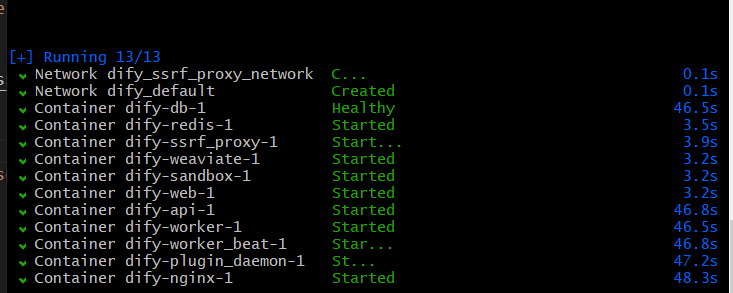 [+] Running 13/13
✔ Network dify_ssrf_proxy_network C... 0.1s
✔ Network dify_default Created 0.1s
✔ Container dify-db-1 Healthy 46.5s
✔ Container dify-redis-1 Started 3.5s
✔ Container dify-ssrf_proxy-1 Start... 3.9s
✔ Container dify-weaviate-1 Started 3.2s
✔ Container dify-sandbox-1 Started 3.2s
✔ Container dify-web-1 Started 3.2s
✔ Container dify-api-1 Started 46.8s
✔ Container dify-worker-1 Started 46.5s
✔ Container dify-worker_beat-1 Star... 46.8s
✔ Container dify-plugin_daemon-1 St... 47.2s
✔ Container dify-nginx-1 Started 48.3s